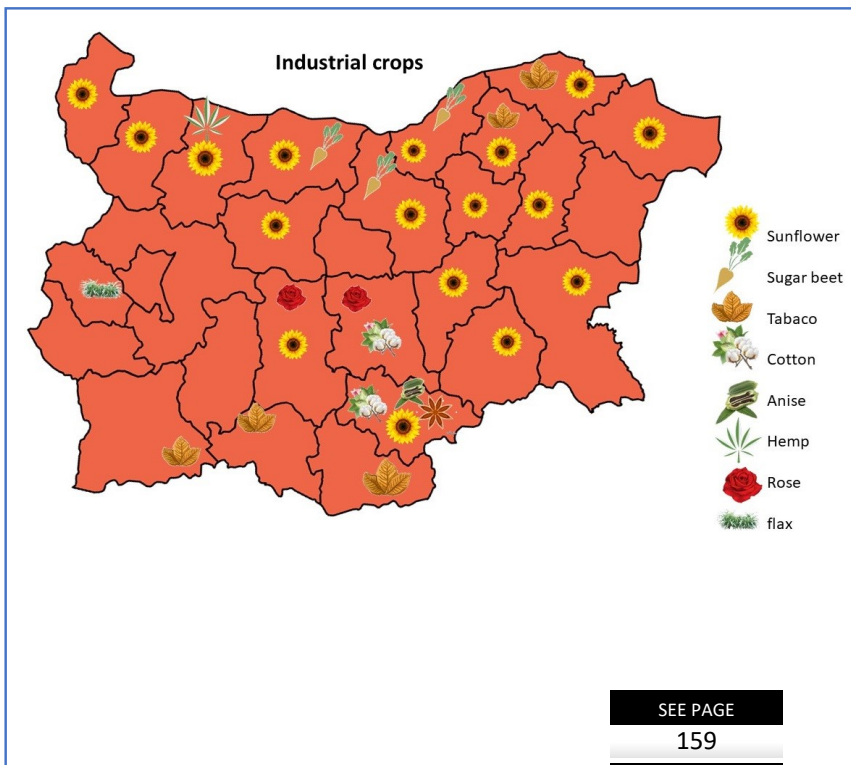 Industrial crops
Sunflower
Sugar beet
Tabaco
Cotton
Anise
Hemp
Rose
flax
SEE PAGE
159